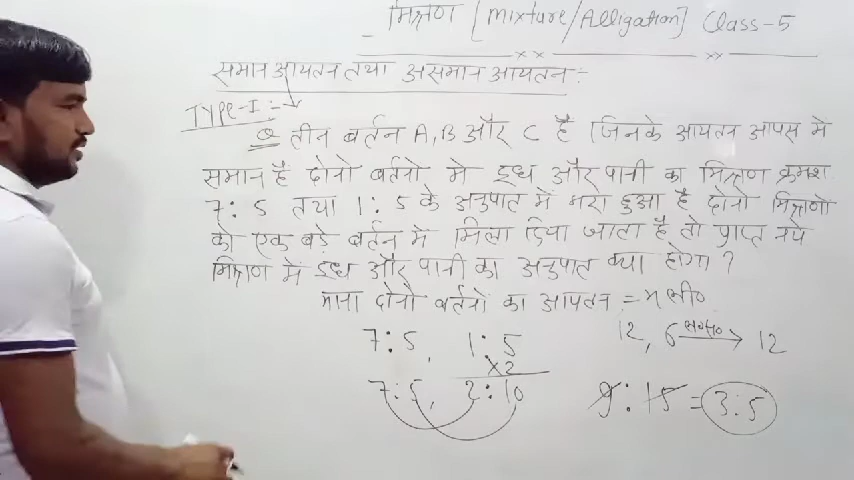 मिश्रण [Mixture/Alligation] Class-5
समान आयतन तथा असमान आयतन :-
TYPE-I :-
Q तीन बर्तन A, B और C है जिनके आयतन आपस में
समान है दोनो बर्तनो मे दुध और पानी का मिश्रण क्रमश
7:5 तथा 1:5 के अनुपात में भरा हुआ है दोनो मिश्रणो
को एक बड़े बर्तन में मिला दिया जाता है तो प्राप्त नये
मिश्रण में दुध और पानी का अनुपात क्या होगा ?
माना दोनो बर्तनो का आयतन = x ली०
7:5, 1:5 12, 6 ल०स० → 12
×2
7:5, 2:10 9:15 = 3:5